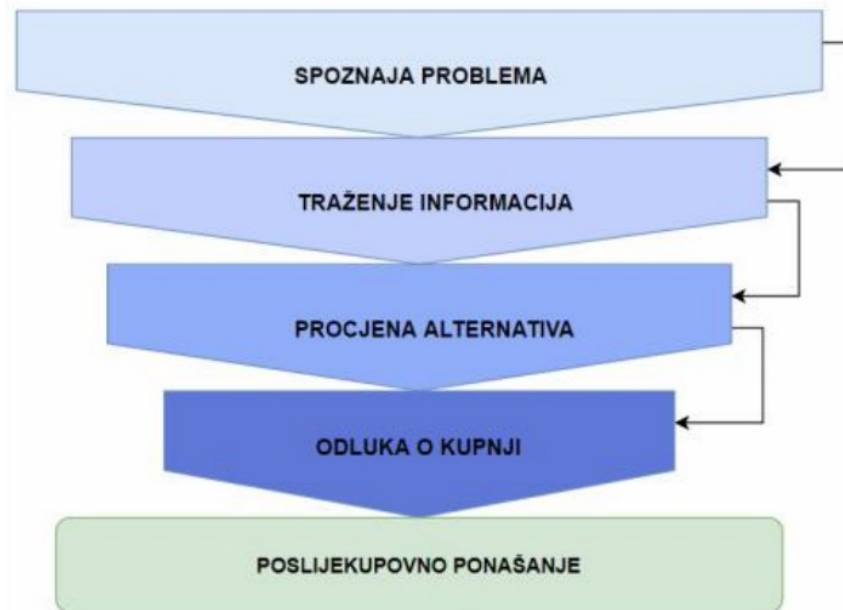 SPOZNAJA PROBLEMA
TRAŽENJE INFORMACIJA
PROCJENA ALTERNATIVA
ODLUKA O KUPNJI
POSLIJEKUPOVNO PONAŠANJE